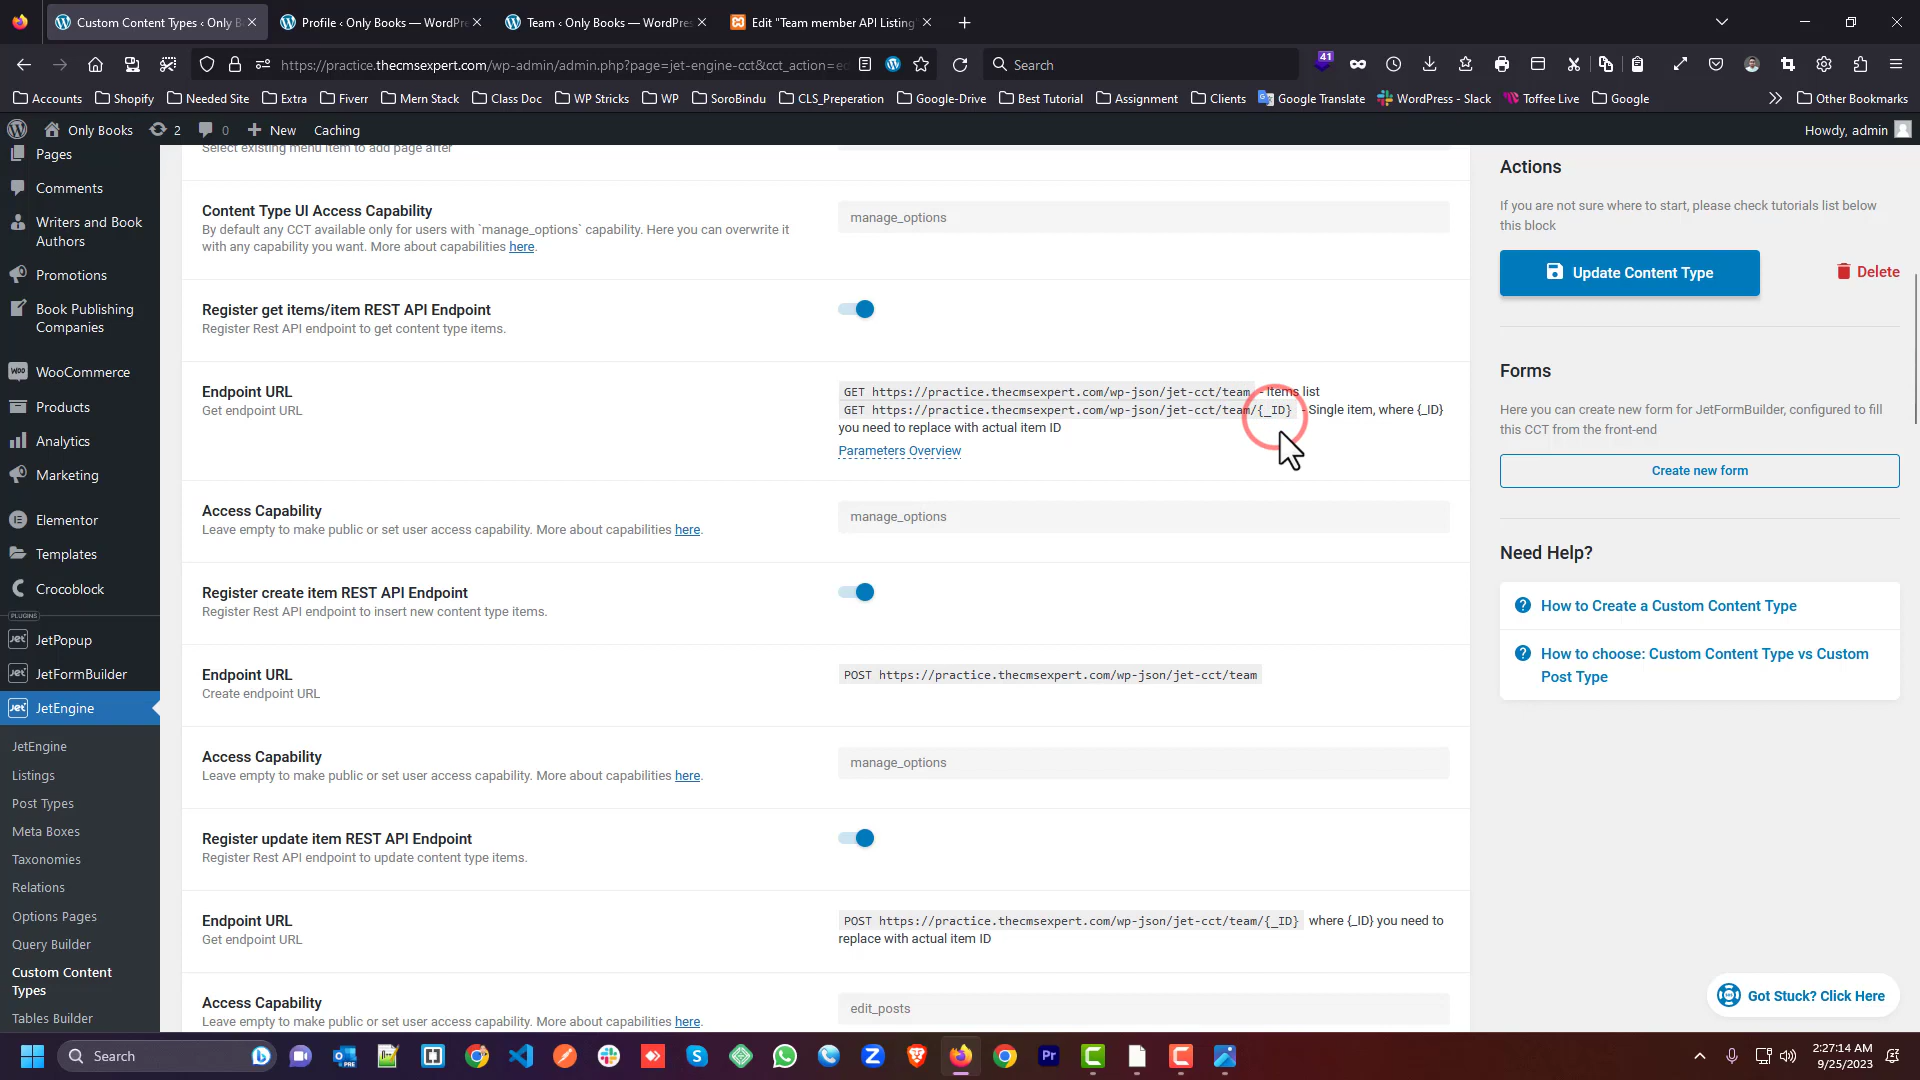 Custom Content Types ‹ Only B
Profile ‹ Only Books — WordPre
Team ‹ Only Books — WordPres
Edit "Team member API Listing"
https://practice.thecmsexpert.com/wp-admin/admin.php?page=jet-engine-cct&cct_action=ed
Search
41
Accounts
Shopify
Needed Site
Extra
Fiverr
Mern Stack
Class Doc
WP Stricks
WP
SoroBindu
CLS_Preperation
Google-Drive
Best Tutorial
Assignment
Clients
Google Translate
WordPress - Slack
Toffee Live
Google
Other Bookmarks
Only Books
2
0
New
Caching
Howdy, admin
Pages
Comments
Writers and Book
Authors
Promotions
Book Publishing
Companies
WooCommerce
Products
Analytics
Marketing
Elementor
Templates
Crocoblock
PLUGINS
JetPopup
JetFormBuilder
JetEngine
JetEngine
Listings
Post Types
Meta Boxes
Taxonomies
Relations
Options Pages
Query Builder
Custom Content
Types
Tables Builder
Select existing menu item to add page after
Content Type UI Access Capability
By default any CCT available only for users with `manage_options` capability. Here you can overwrite it
with any capability you want. More about capabilities here.
manage_options
Register get items/item REST API Endpoint
Register Rest API endpoint to get content type items.
Endpoint URL
Get endpoint URL
GET https://practice.thecmsexpert.com/wp-json/jet-cct/team - Items list
GET https://practice.thecmsexpert.com/wp-json/jet-cct/team/{_ID} - Single item, where {_ID}
you need to replace with actual item ID
Parameters Overview
Access Capability
Leave empty to make public or set user access capability. More about capabilities here.
manage_options
Register create item REST API Endpoint
Register Rest API endpoint to insert new content type items.
Endpoint URL
Create endpoint URL
POST https://practice.thecmsexpert.com/wp-json/jet-cct/team
Access Capability
Leave empty to make public or set user access capability. More about capabilities here.
manage_options
Register update item REST API Endpoint
Register Rest API endpoint to update content type items.
Endpoint URL
Get endpoint URL
POST https://practice.thecmsexpert.com/wp-json/jet-cct/team/{_ID} where {_ID} you need to
replace with actual item ID
Access Capability
Leave empty to make public or set user access capability. More about capabilities here.
edit_posts
Actions
If you are not sure where to start, please check tutorials list below
this block
Update Content Type
Delete
Forms
Here you can create new form for JetFormBuilder, configured to fill
this CCT from the front-end
Create new form
Need Help?
How to Create a Custom Content Type
How to choose: Custom Content Type vs Custom
Post Type
Got Stuck? Click Here
Search
2:27:14 AM
9/25/2023